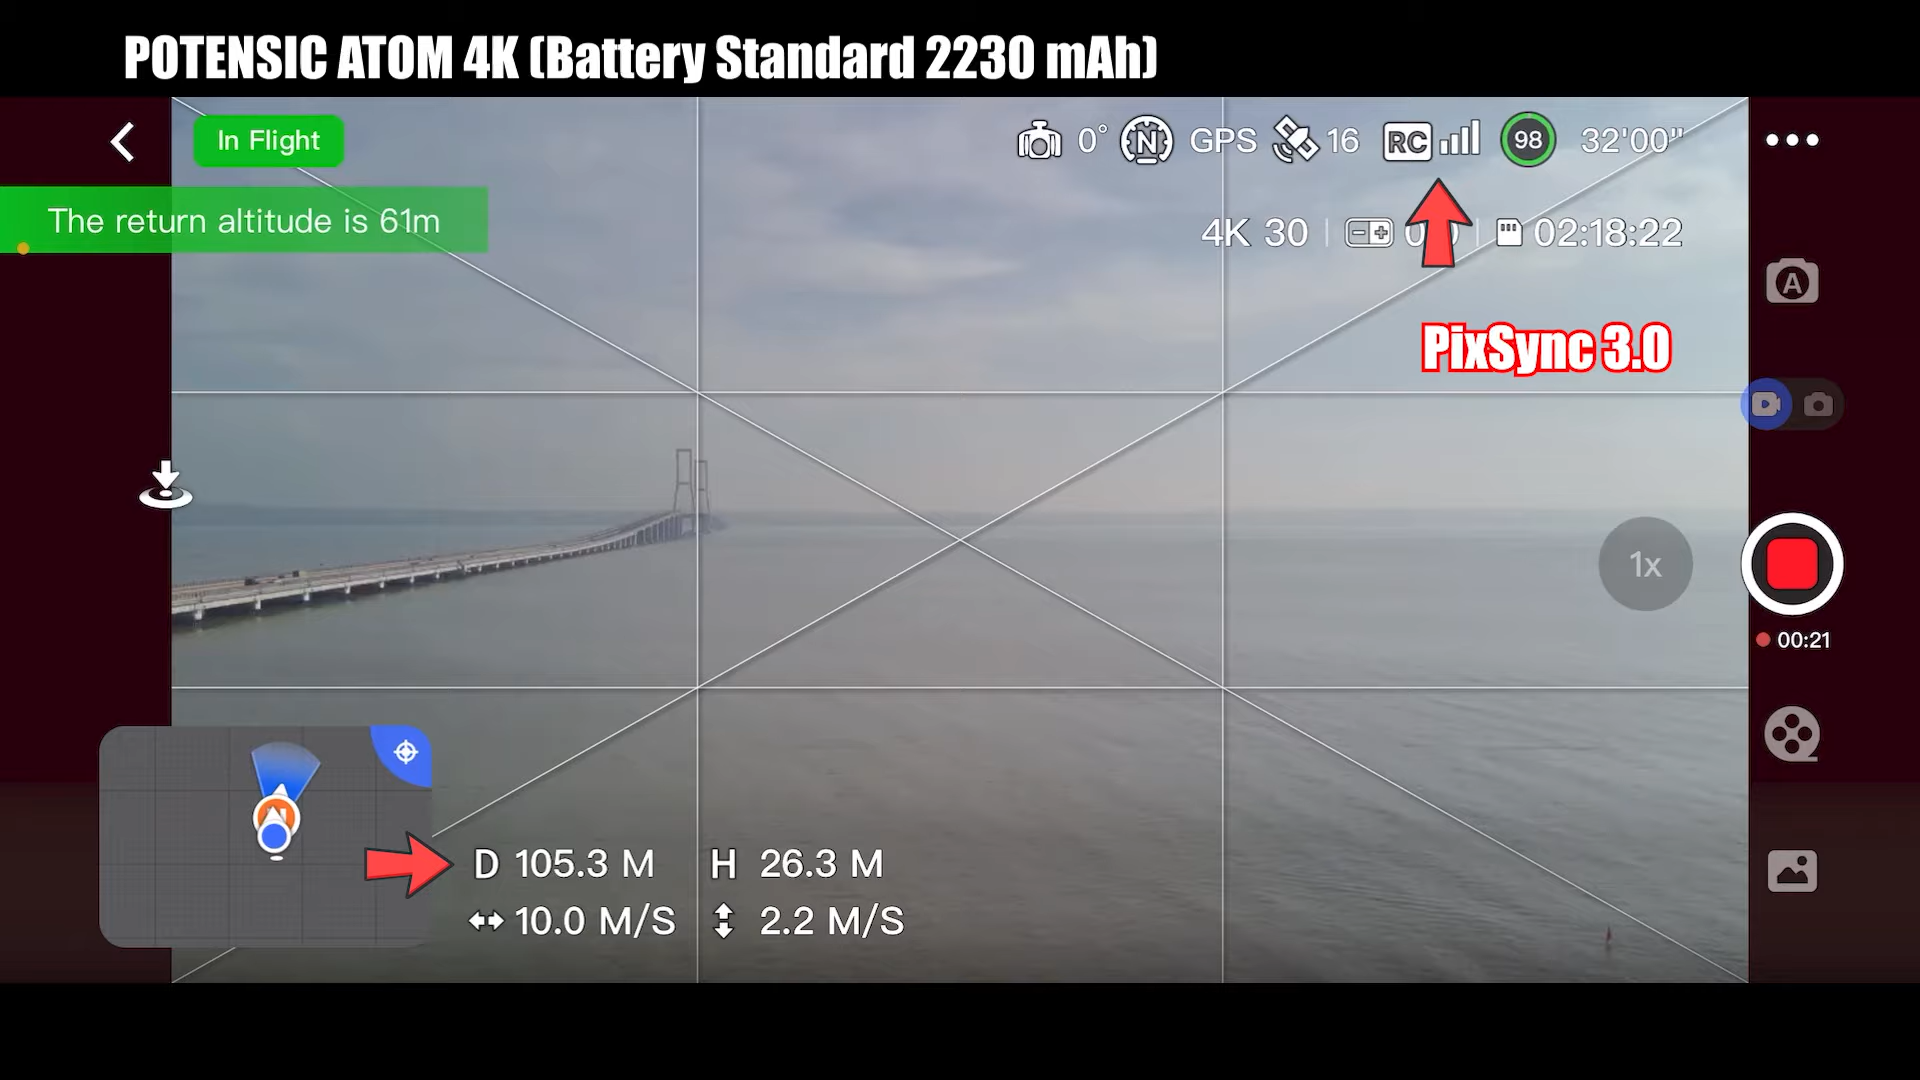 POTENSIC ATOM 4K (Battery Standard 2230 mAh)
In Flight
0° N GPS 16 RC 98 32'00"
The return altitude is 61m
4K 30 02:18:22
A
PixSync 3.0
1x
00:21
D 105.3 M H 26.3 M
10.0 M/S 2.2 M/S